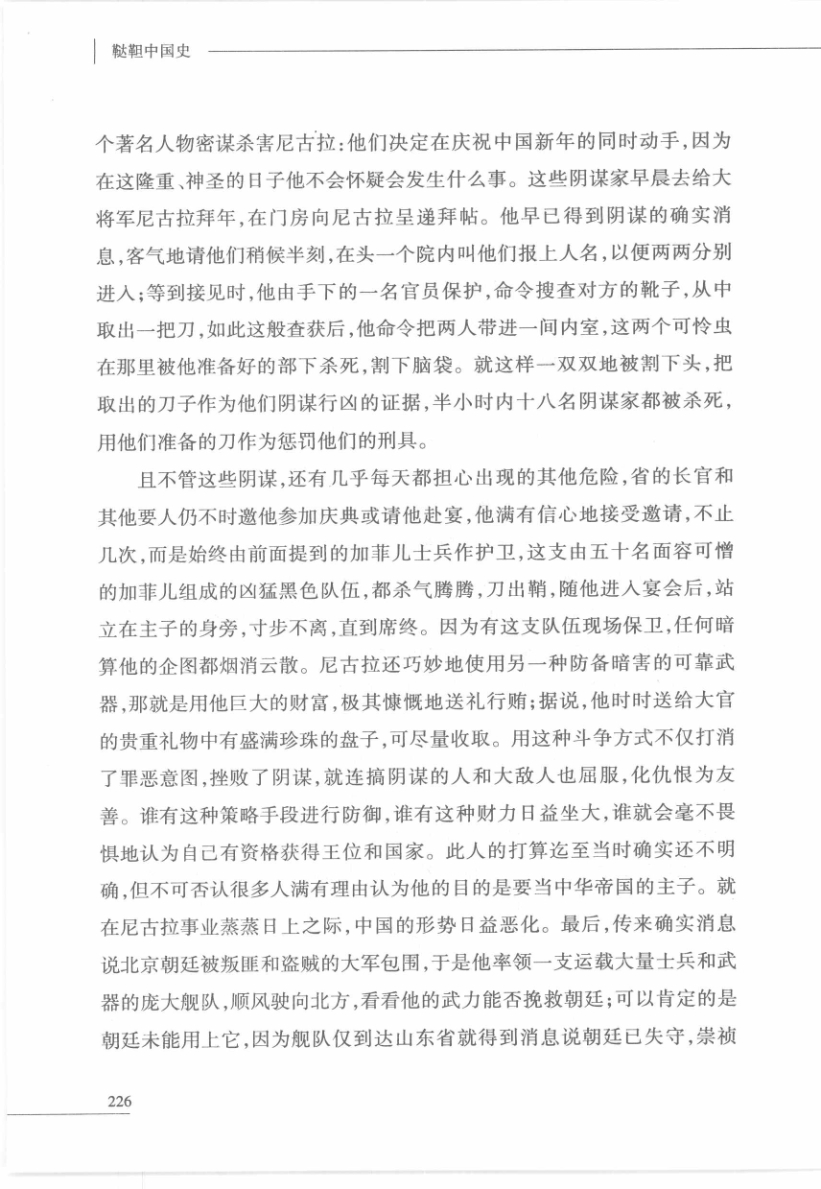 鞑靼中国史
个著名人物密谋杀害尼古拉:他们决定在庆祝中国新年的同时动手,因为
在这隆重、神圣的日子他不会怀疑会发生什么事。这些阴谋家早晨去给大
将军尼古拉拜年,在门房向尼古拉呈递拜帖。他早已得到阴谋的确实消
息,客气地请他们稍候半刻,在头一个院内叫他们报上人名,以便两两分别
进入;等到接见时,他由手下的一名官员保护,命令搜查对方的靴子,从中
取出一把刀,如此这般查获后,他命令把两人带进一间内室,这两个可怜虫
在那里被他准备好的部下杀死,割下脑袋。就这样一双双地被割下头,把
取出的刀子作为他们阴谋行凶的证据,半小时内十八名阴谋家都被杀死,
用他们准备的刀作为惩罚他们的刑具。
且不管这些阴谋,还有几乎每天都担心出现的其他危险,省的长官和
其他要人仍不时邀他参加庆典或请他赴宴,他满有信心地接受邀请,不止
几次,而是始终由前面提到的加菲儿士兵作护卫,这支由五十名面容可憎
的加菲儿组成的凶猛黑色队伍,都杀气腾腾,刀出鞘,随他进入宴会后,站
立在主子的身旁,寸步不离,直到席终。因为有这支队伍现场保卫,任何暗
算他的企图都烟消云散。尼古拉还巧妙地使用另一种防备暗害的可靠武
器,那就是用他巨大的财富,极其慷慨地送礼行贿;据说,他时时送给大官
的贵重礼物中有盛满珍珠的盘子,可尽量收取。用这种斗争方式不仅打消
了罪恶意图,挫败了阴谋,就连搞阴谋的人和大敌人也屈服,化仇恨为友
善。谁有这种策略手段进行防御,谁有这种财力日益坐大,谁就会毫不畏
惧地认为自己有资格获得王位和国家。此人的打算迄至当时确实还不明
确,但不可否认很多人满有理由认为他的目的是要当中华帝国的主子。就
在尼古拉事业蒸蒸日上之际,中国的形势日益恶化。最后,传来确实消息
说北京朝廷被叛匪和盗贼的大军包围,于是他率领一支运载大量士兵和武
器的庞大舰队,顺风驶向北方,看看他的武力能否挽救朝廷;可以肯定的是
朝廷未能用上它,因为舰队仅到达山东省就得到消息说朝廷已失守,崇祯
226